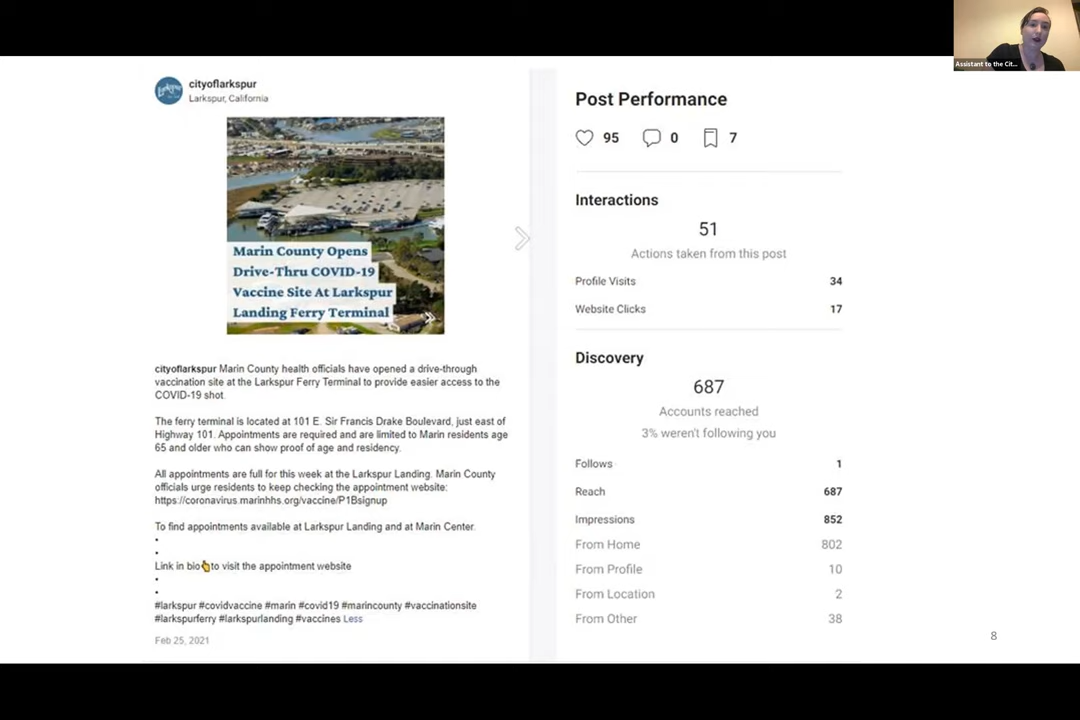 Assistant to the Cit...
cityoflarkspur
Larkspur, California
Marin County Opens
Drive-Thru COVID-19
Vaccine Site At Larkspur
Landing Ferry Terminal
cityoflarkspur Marin County health officials have opened a drive-through
vaccination site at the Larkspur Ferry Terminal to provide easier access to the
COVID-19 shot.
The ferry terminal is located at 101 E. Sir Francis Drake Boulevard, just east of
Highway 101. Appointments are required and are limited to Marin residents age
65 and older who can show proof of age and residency.
All appointments are full for this week at the Larkspur Landing. Marin County
officials urge residents to keep checking the appointment website:
https://coronavirus.marinhhs.org/vaccine/P1Bsignup
To find appointments available at Larkspur Landing and at Marin Center.
•
•
Link in bio👆to visit the appointment website
•
•
#larkspur #covidvaccine #marin #covid19 #marincounty #vaccinationsite
#larkspurferry #larkspurlanding #vaccines Less
Feb 25, 2021
Post Performance
95 0 7
Interactions
51
Actions taken from this post
Profile Visits 34
Website Clicks 17
Discovery
687
Accounts reached
3% weren't following you
Follows 1
Reach 687
Impressions 852
From Home 802
From Profile 10
From Location 2
From Other 38
8